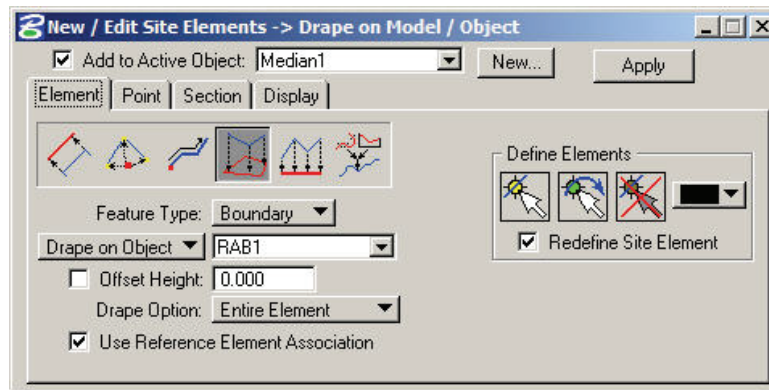 New / Edit Site Elements -> Drape on Model / Object
Add to Active Object: Median1 New... Apply
Element Point Section Display
Define Elements
Feature Type: Boundary
Drape on Object RAB1
Redefine Site Element
Offset Height: 0.000
Drape Option: Entire Element
Use Reference Element Association